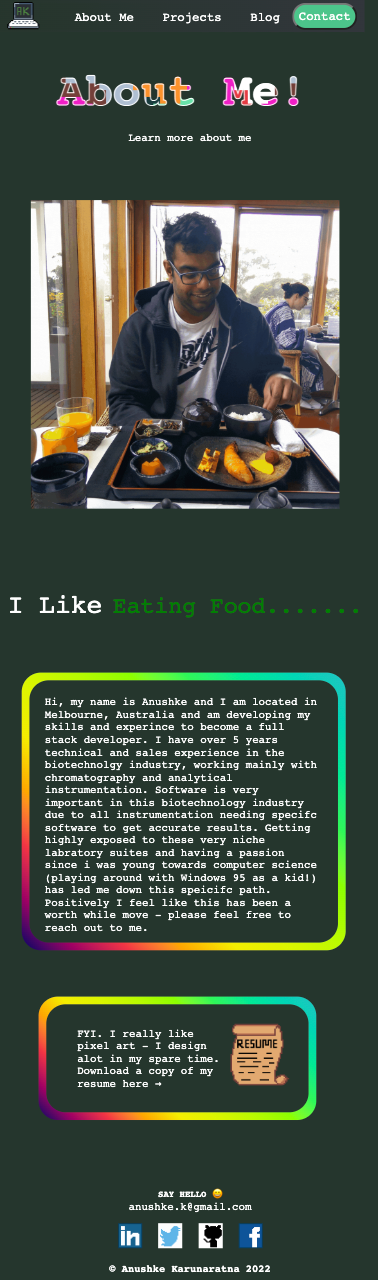 AK
About Me Projects Blog Contact
About Me!
Learn more about me
I Like Eating Food.......
Hi, my name is Anushke and I am located in
Melbourne, Australia and am developing my
skills and experince to become a full
stack developer. I have over 5 years
technical and sales experience in the
biotechnolgy industry, working mainly with
chromatography and analytical
instrumentation. Software is very
important in this biotechnology industry
due to all instrumentation needing specifc
software to get accurate results. Getting
highly exposed to these very niche
labratory suites and having a passion
since i was young towards computer science
(playing around with Windows 95 as a kid!)
has led me down this speicifc path.
Positively I feel like this has been a
worth while move - please feel free to
reach out to me.
FYI. I really like
pixel art - I design
alot in my spare time.
Download a copy of my
resume here →
RESUME
SAY HELLO 😄
anushke.k@gmail.com
in
f
© Anushke Karunaratna 2022